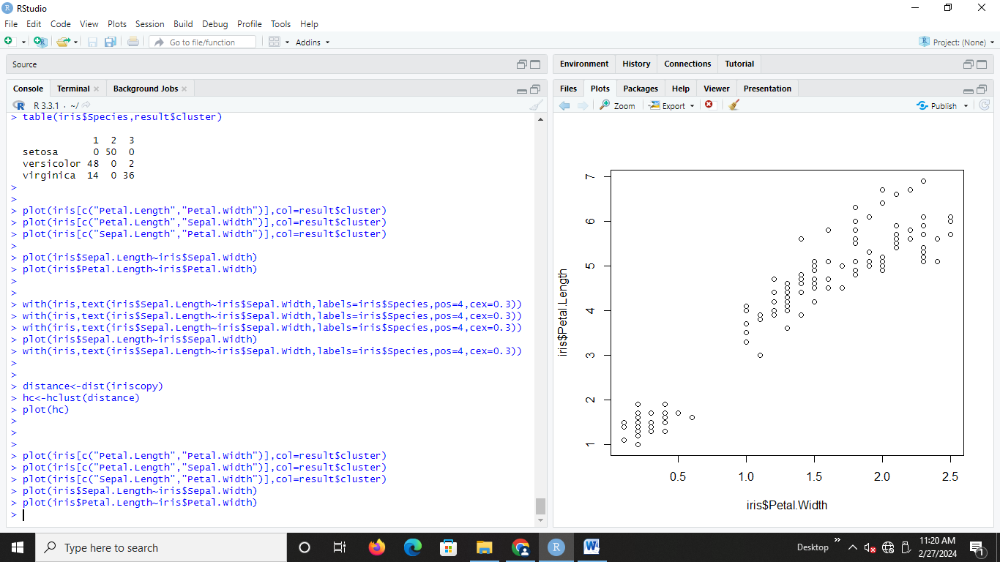 RStudio
File Edit Code View Plots Session Build Debug Profile Tools Help
Go to file/function Addins Project: (None)
Source
Console Terminal Background Jobs
R 3.3.1 · ~/
> table(iris$Species,result$cluster)
1 2 3
setosa 0 50 0
versicolor 48 0 2
virginica 14 0 36
>
>
> plot(iris[c("Petal.Length","Petal.Width")],col=result$cluster)
> plot(iris[c("Petal.Length","Sepal.Width")],col=result$cluster)
> plot(iris[c("Sepal.Length","Petal.Width")],col=result$cluster)
>
> plot(iris$Sepal.Length~iris$Sepal.Width)
> plot(iris$Petal.Length~iris$Petal.Width)
>
>
> with(iris,text(iris$Sepal.Length~iris$Sepal.Width,labels=iris$Species,pos=4,cex=0.3))
> with(iris,text(iris$Sepal.Length~iris$Sepal.Width,labels=iris$Species,pos=4,cex=0.3))
> with(iris,text(iris$Sepal.Length~iris$Sepal.Width,labels=iris$Species,pos=4,cex=0.3))
> plot(iris$Sepal.Length~iris$Sepal.Width)
> with(iris,text(iris$Sepal.Length~iris$Sepal.Width,labels=iris$Species,pos=4,cex=0.3))
>
>
> distance<-dist(iriscopy)
> hc<-hclust(distance)
> plot(hc)
>
>
>
> plot(iris[c("Petal.Length","Petal.Width")],col=result$cluster)
> plot(iris[c("Petal.Length","Sepal.Width")],col=result$cluster)
> plot(iris[c("Sepal.Length","Petal.Width")],col=result$cluster)
> plot(iris$Sepal.Length~iris$Sepal.Width)
> plot(iris$Petal.Length~iris$Petal.Width)
>
Environment History Connections Tutorial
Files Plots Packages Help Viewer Presentation
Zoom Export Publish
7
6
5
4
3
2
1
iris$Petal.Length
0.5 1.0 1.5 2.0 2.5
iris$Petal.Width
Type here to search
Desktop
11:20 AM
2/27/2024
1